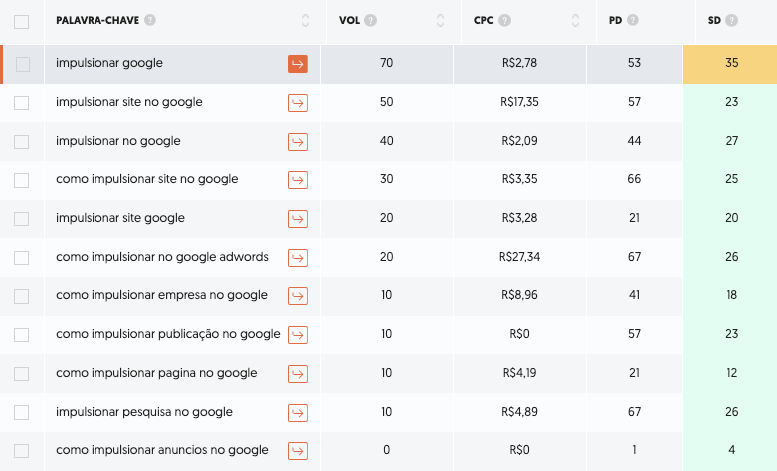 PALAVRA-CHAVE ? VOL ? CPC ? PD ? SD ?
impulsionar google 70 R$2,78 53 35
impulsionar site no google 50 R$17,35 57 23
impulsionar no google 40 R$2,09 44 27
como impulsionar site no google 30 R$3,35 66 25
impulsionar site google 20 R$3,28 21 20
como impulsionar no google adwords 20 R$27,34 67 26
como impulsionar empresa no google 10 R$8,96 41 18
como impulsionar publicação no google 10 R$0 57 23
como impulsionar pagina no google 10 R$4,19 21 12
impulsionar pesquisa no google 10 R$4,89 67 26
como impulsionar anuncios no google 0 R$0 1 4